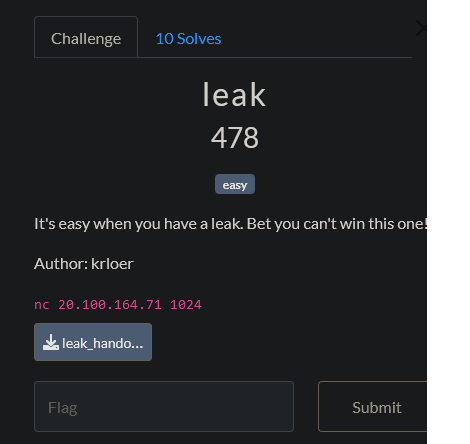 Challenge 10 Solves
leak
478
easy
It's easy when you have a leak. Bet you can't win this one!
Author: krloer
nc 20.100.164.71 1024
leak_hando...
Flag Submit